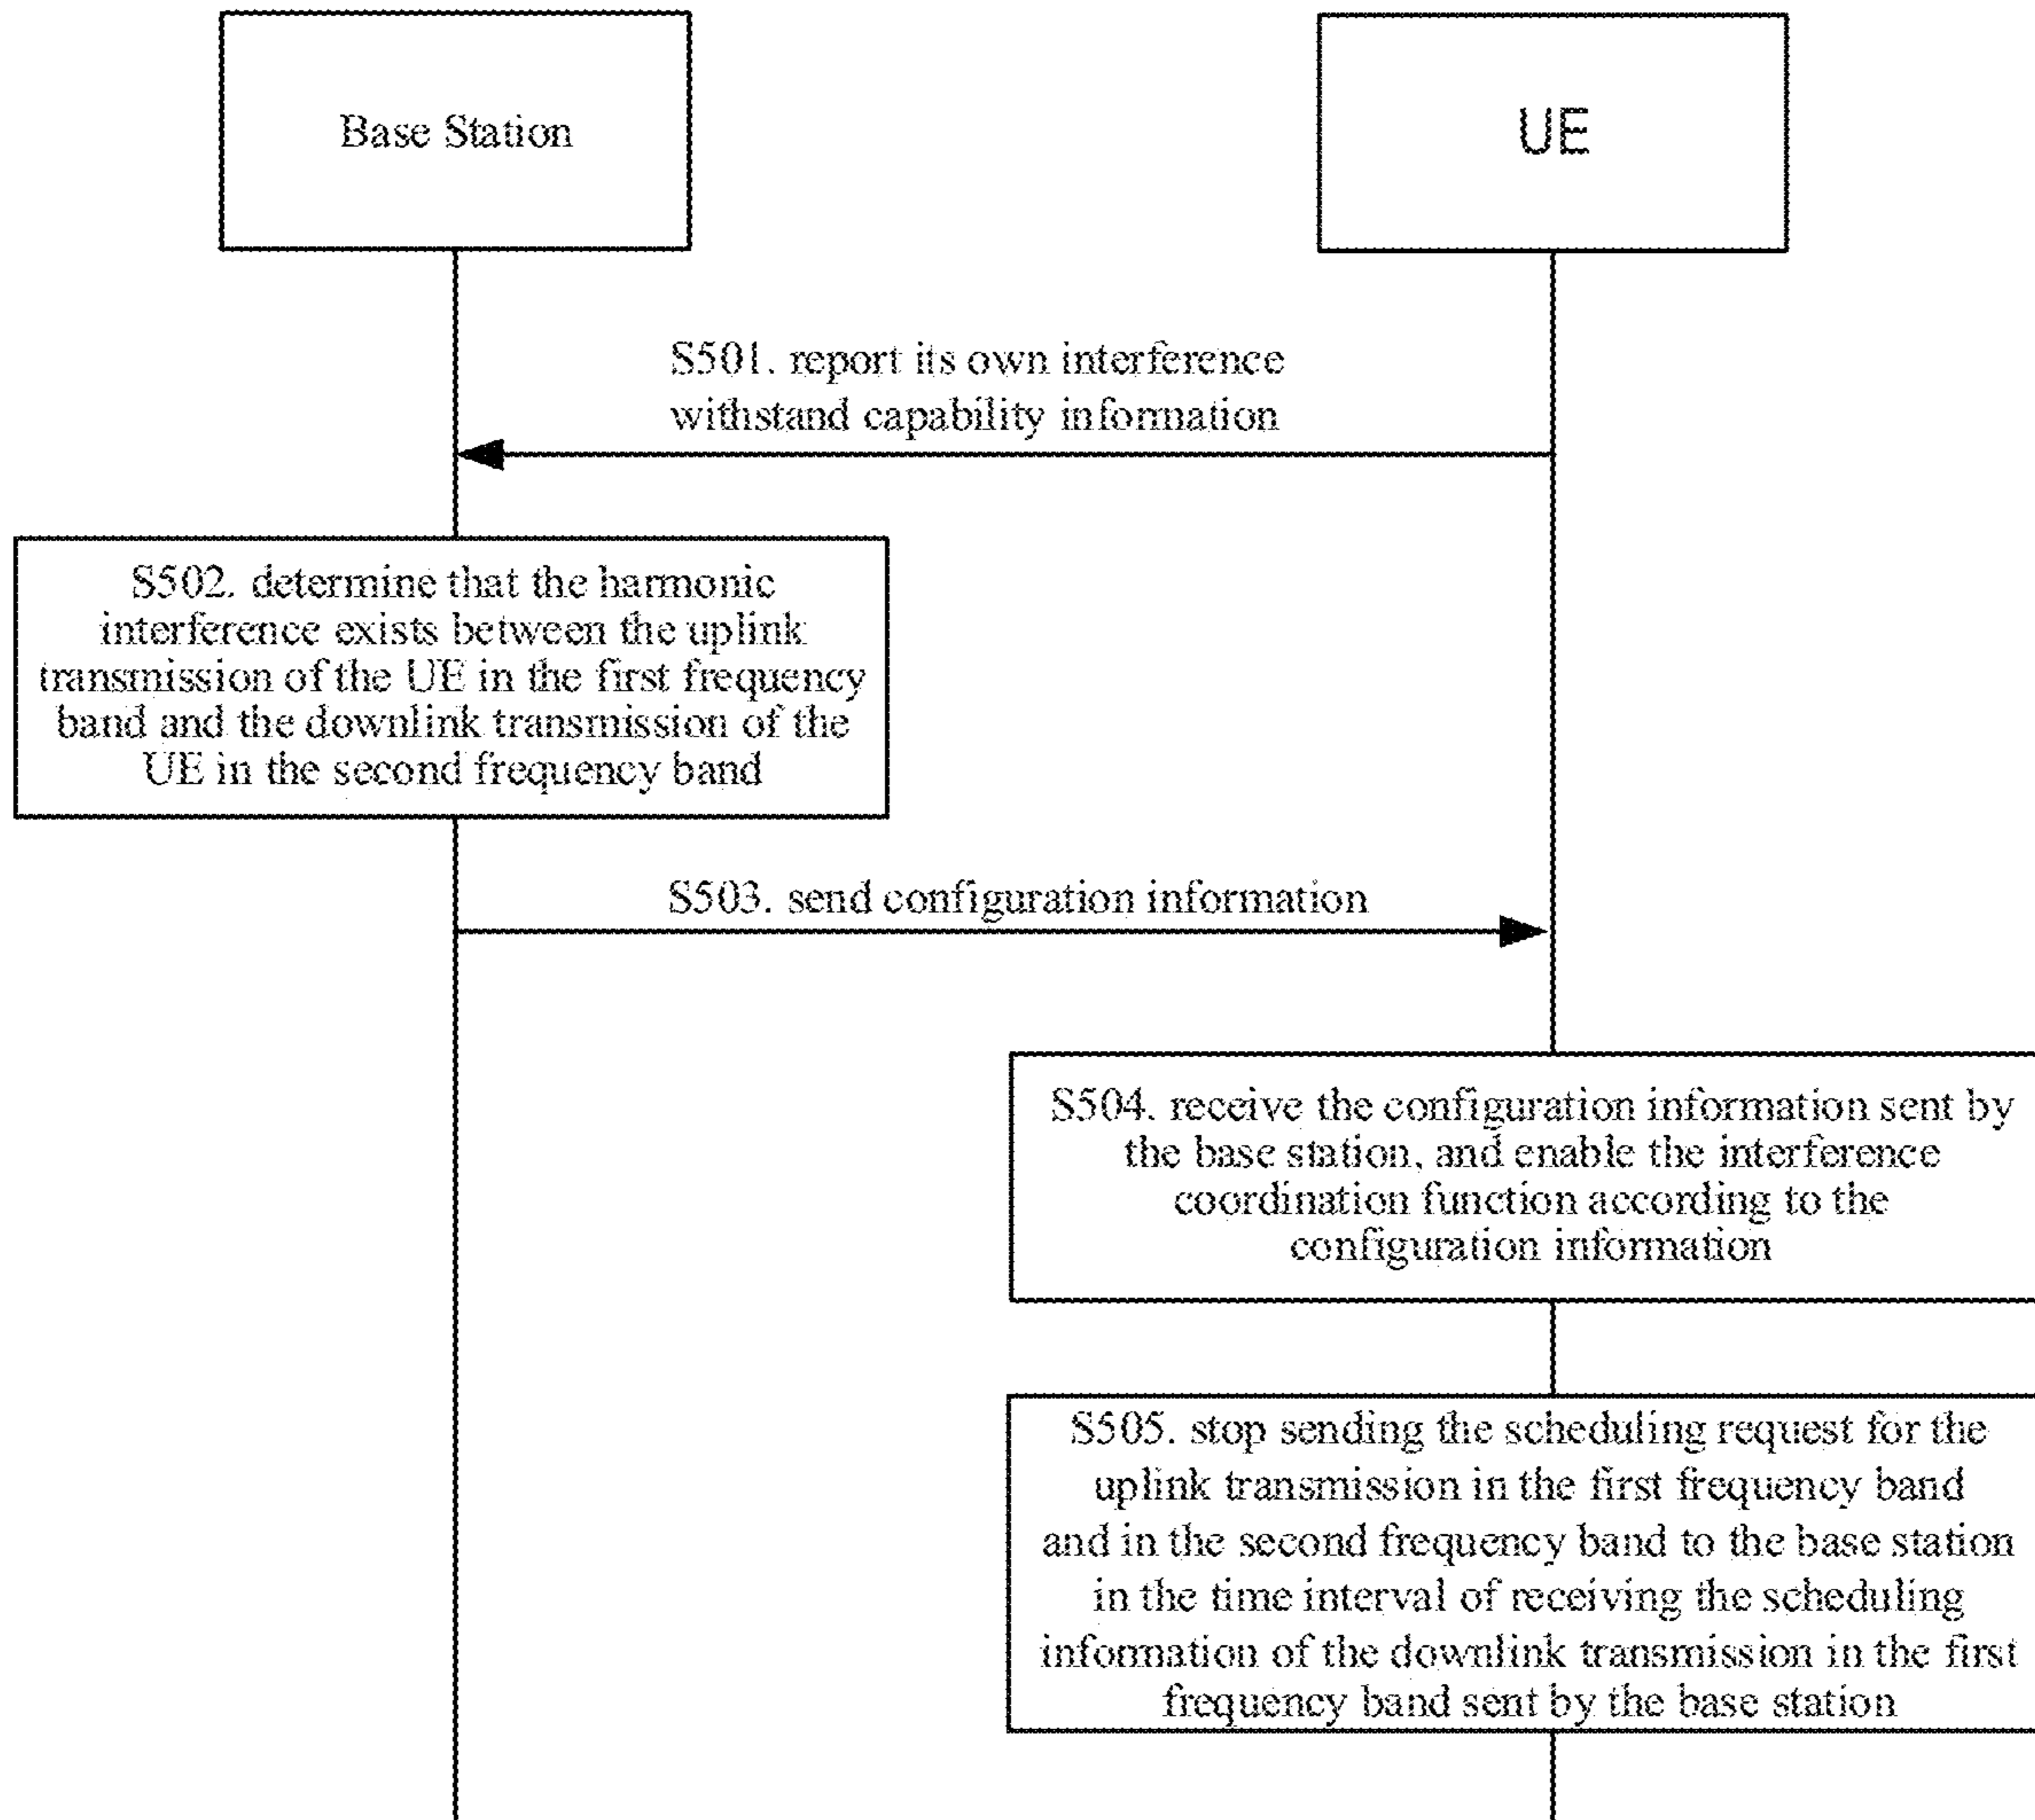 Base Station
UE
S501. report its own interference
withstand capability information
S502. determine that the harmonic
interference exists between the uplink
transmission of the UE in the first frequency
band and the downlink transmission of the
UE in the second frequency band
S503. send configuration information
S504. receive the configuration information sent by
the base station, and enable the interference
coordination function according to the
configuration information
S505. stop sending the scheduling request for the
uplink transmission in the first frequency band
and in the second frequency band to the base station
in the time interval of receiving the scheduling
information of the downlink transmission in the first
frequency band sent by the base station